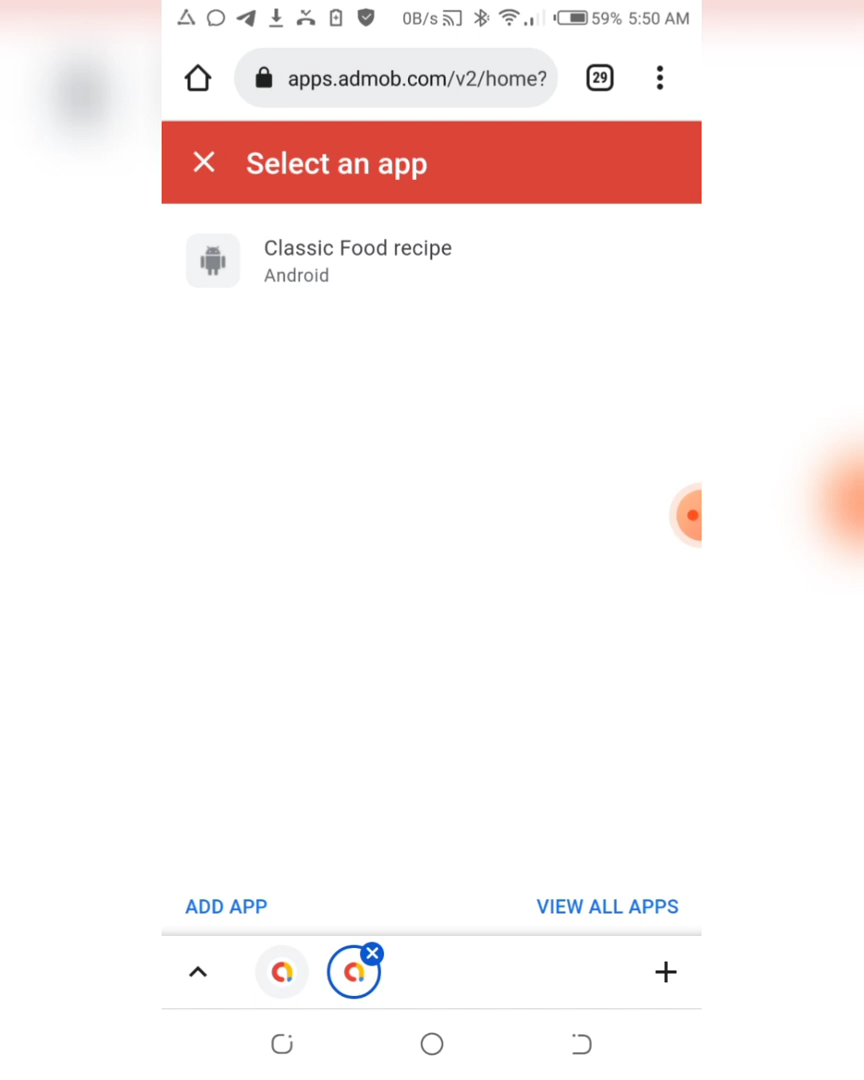 0B/s 59% 5:50 AM
apps.admob.com/v2/home? 29
Select an app
Classic Food recipe
Android
ADD APP VIEW ALL APPS